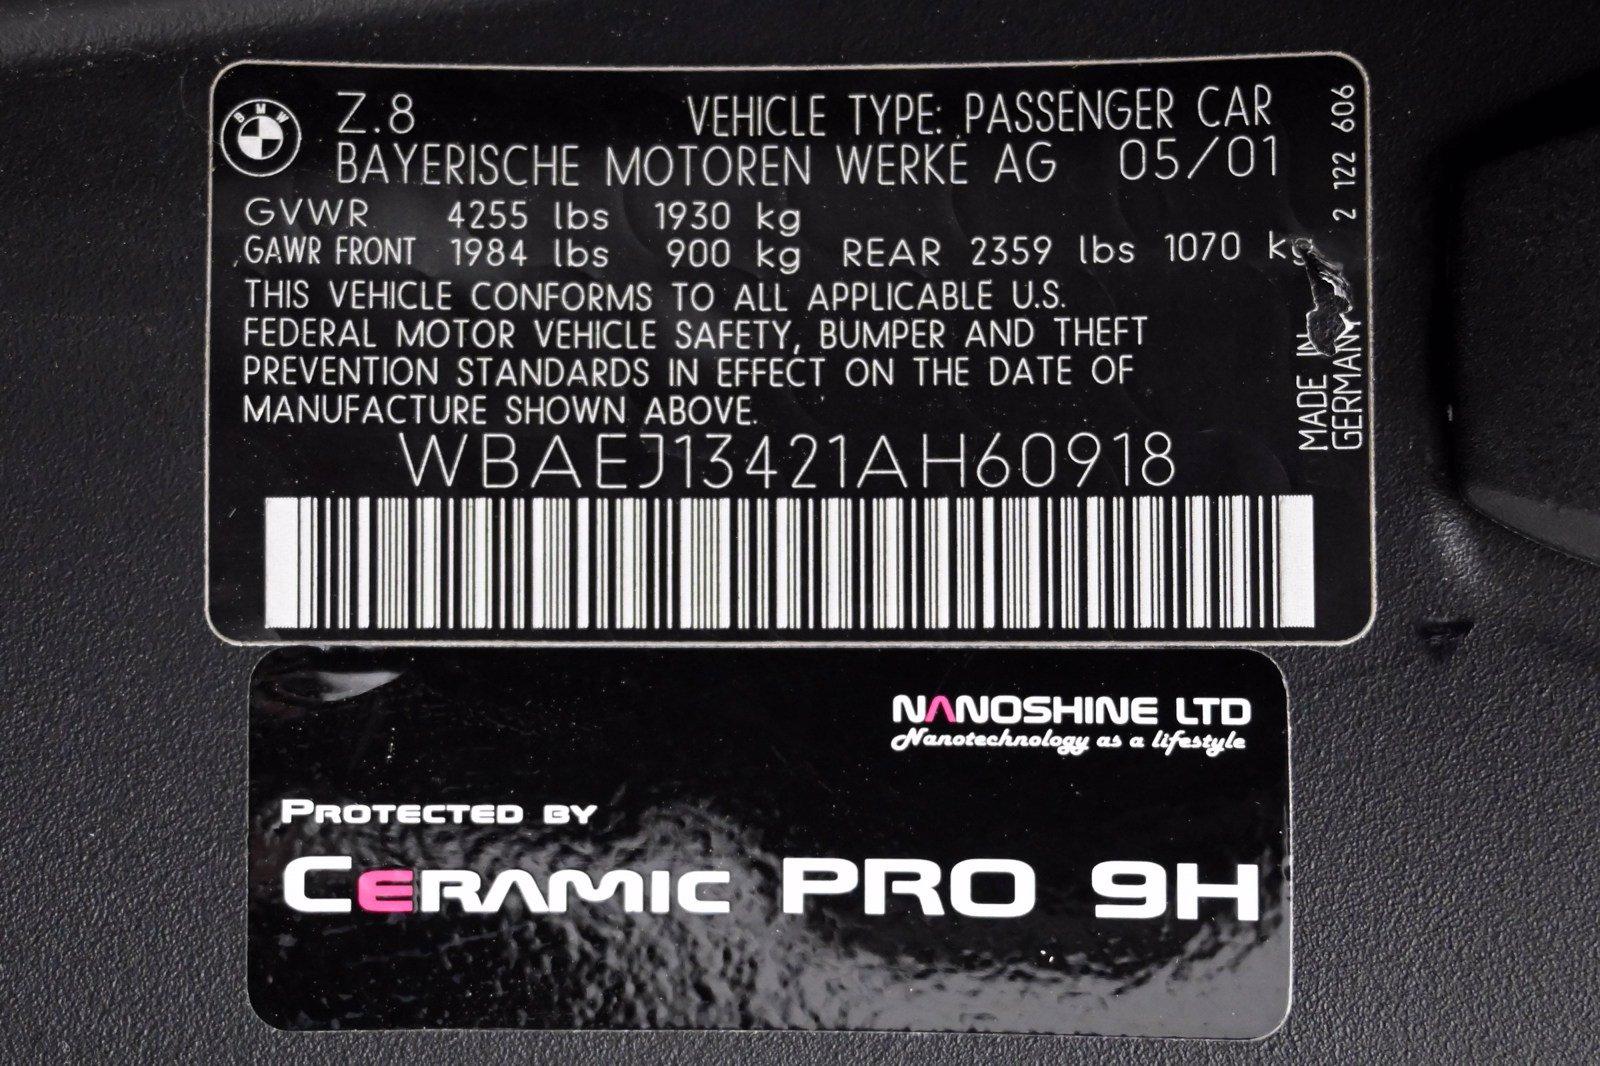 BMW
Z.8 VEHICLE TYPE: PASSENGER CAR
BAYERISCHE MOTOREN WERKE AG 05/01
GVWR 4255 lbs 1930 kg
GAWR FRONT 1984 lbs 900 kg REAR 2359 lbs 1070 kg
THIS VEHICLE CONFORMS TO ALL APPLICABLE U.S.
FEDERAL MOTOR VEHICLE SAFETY, BUMPER AND THEFT
PREVENTION STANDARDS IN EFFECT ON THE DATE OF
MANUFACTURE SHOWN ABOVE.
WBAEJ13421AH60918
2 122 606
MADE IN
GERMANY
NANOSHINE LTD
Nanotechnology as a lifestyle
PROTECTED BY
CERAMIC PRO 9H